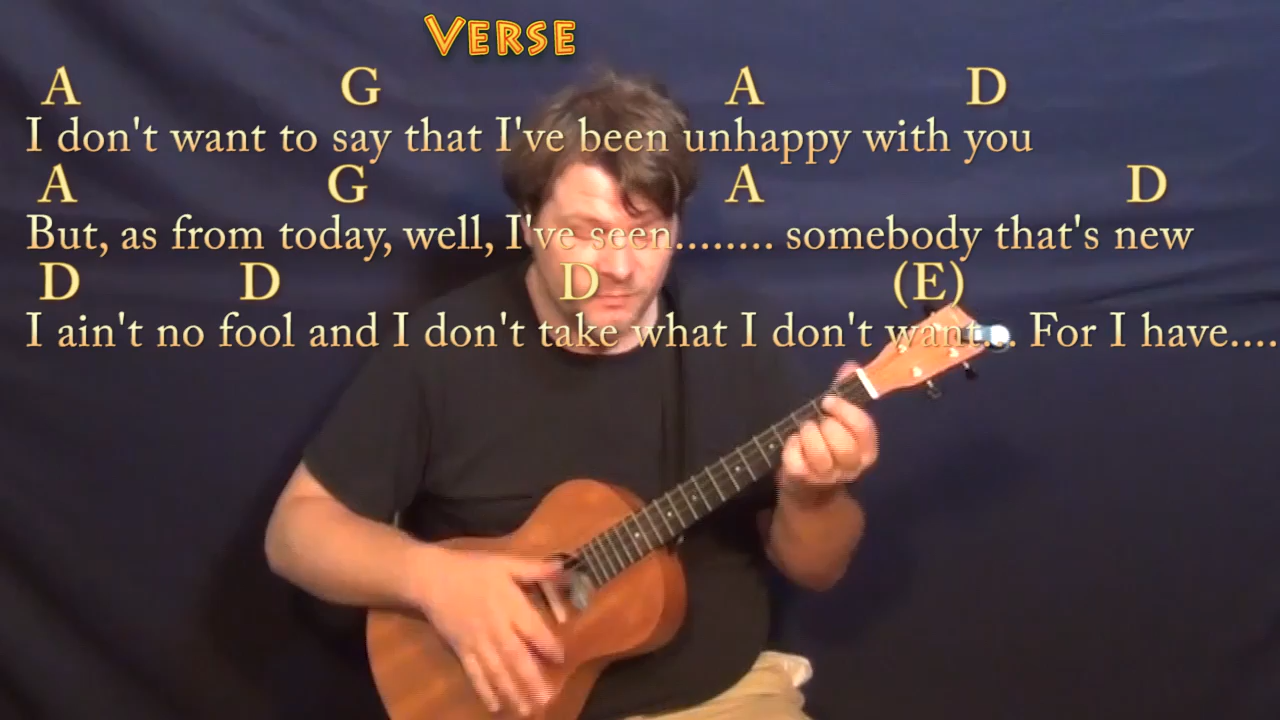 VERSE
A G A D
I don't want to say that I've been unhappy with you
A G A D
But, as from today, well, I've seen........ somebody that's new
D D D (E)
I ain't no fool and I don't take what I don't want... For I have....